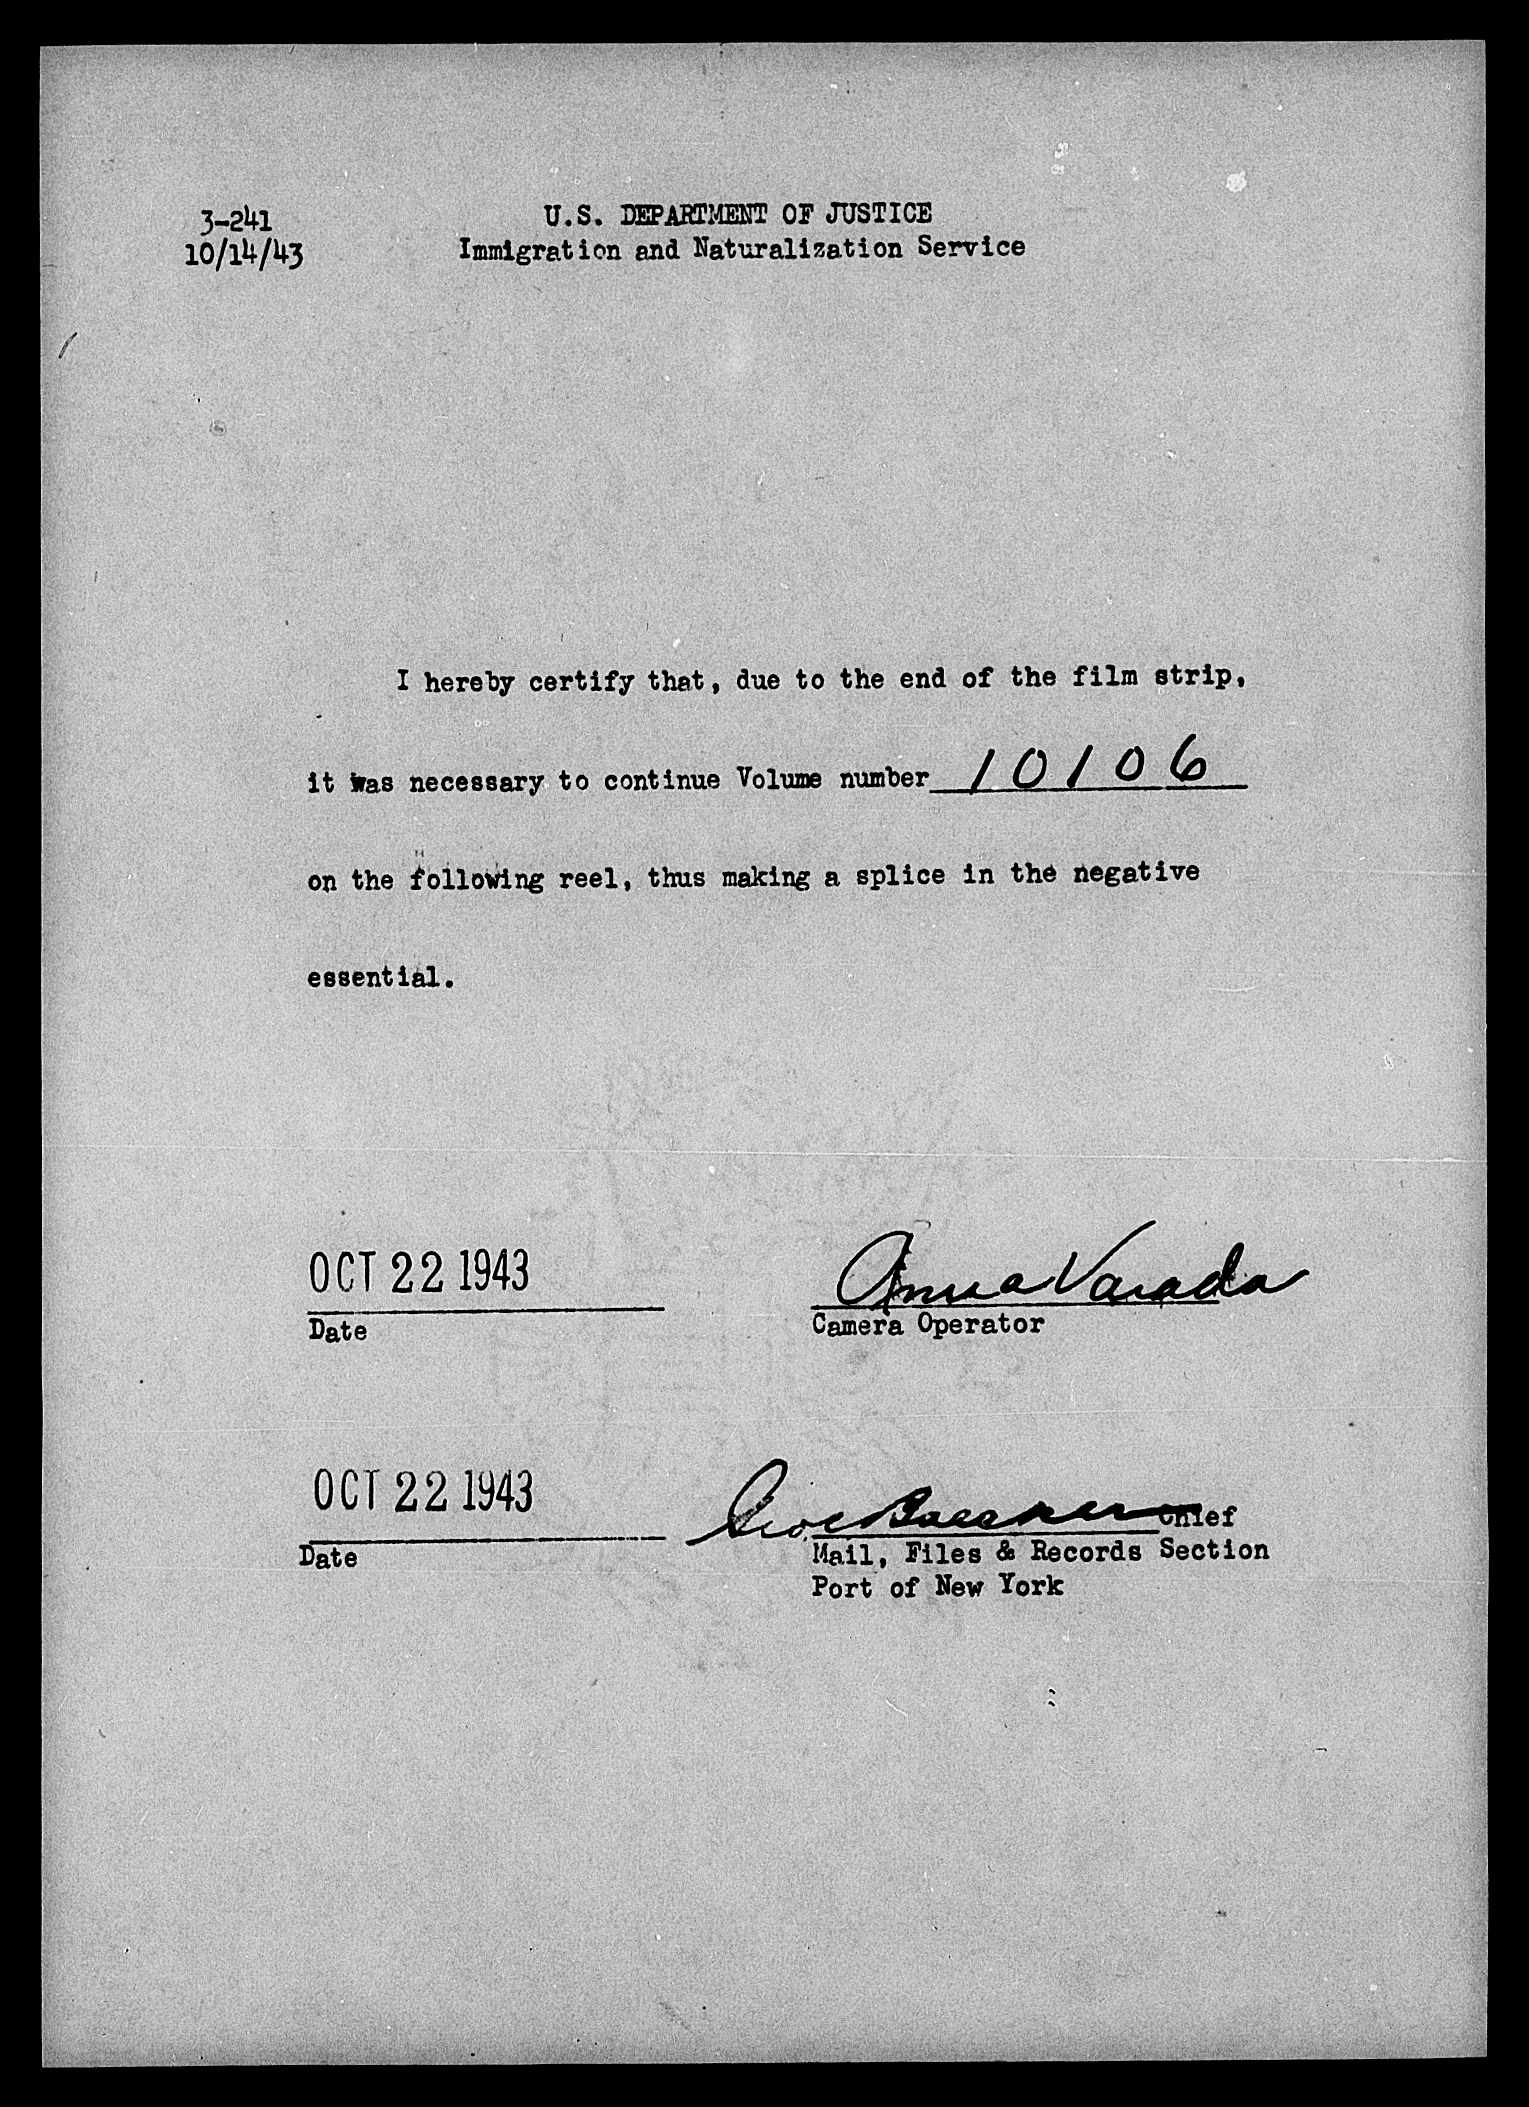 3-241
10/14/43
U.S. DEPARTMENT OF JUSTICE
Immigration and Naturalization Service
I hereby certify that, due to the end of the film strip,
it was necessary to continue Volume number 10106
on the following reel, thus making a splice in the negative
essential.
OCT 22 1943
Date
Anna Varada
Camera Operator
OCT 22 1943
Date
Chief
Mail, Files & Records Section
Port of New York